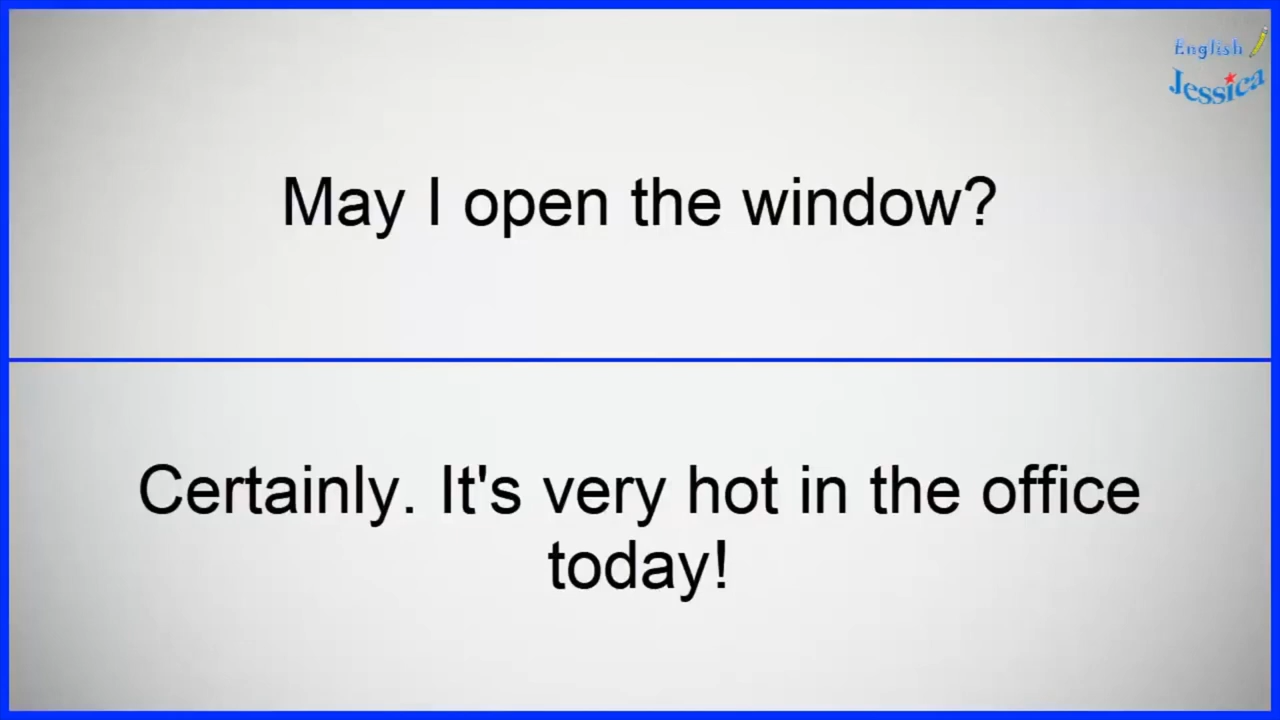 English
Jessica
May I open the window?
Certainly. It's very hot in the office
today!